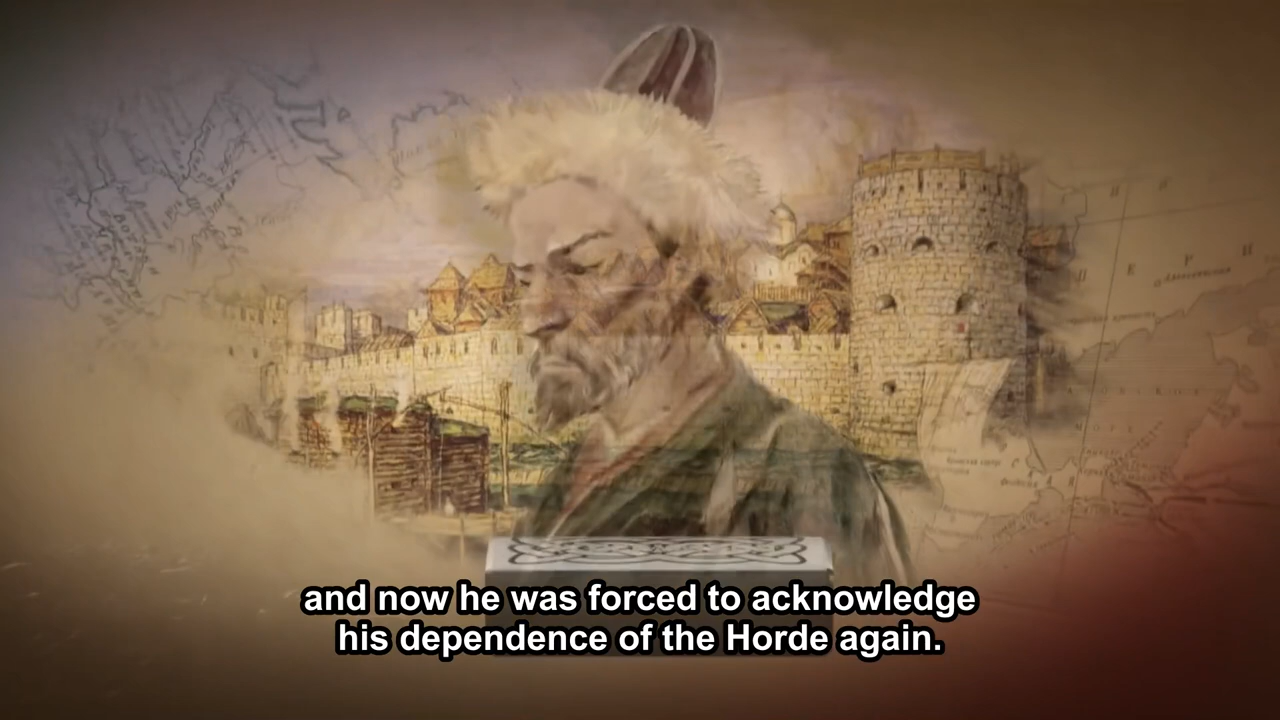 and now he was forced to acknowledge
his dependence of the Horde again.